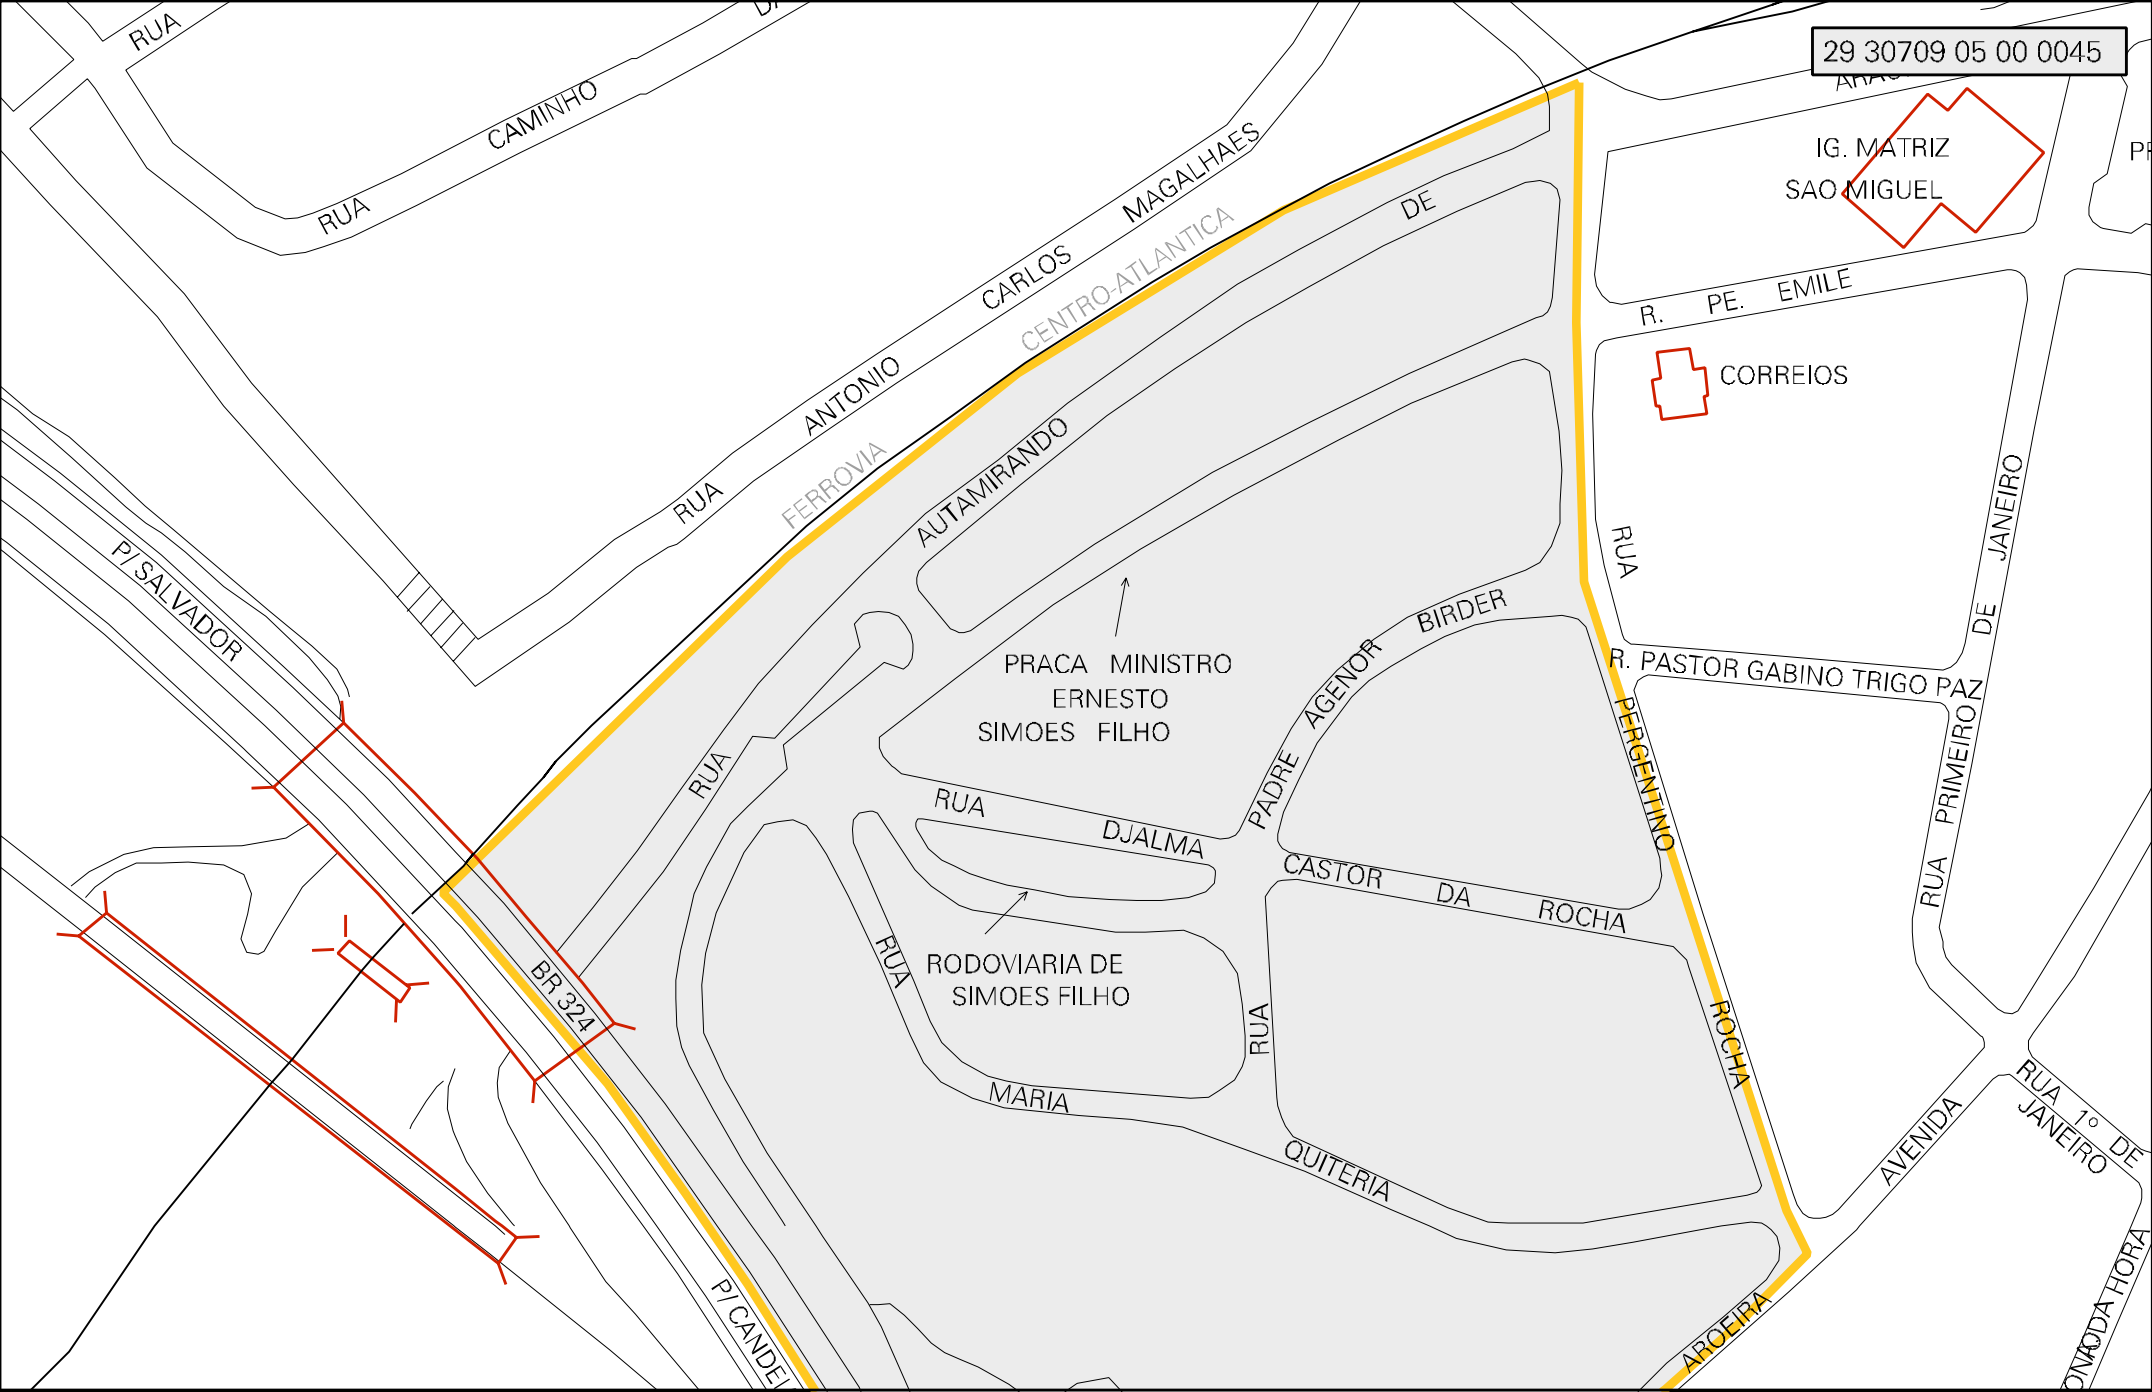 29 30709 05 00 0045
RUA
RUA CAMINHO
IG. MATRIZ
SAO MIGUEL
RUA ANTONIO CARLOS MAGALHAES
FERROVIA CENTRO-ATLANTICA
R. PE. EMILE
CORREIOS
RUA AUTAMIRANDO DE
P/ SALVADOR
PRACA MINISTRO
ERNESTO
SIMOES FILHO
PADRE AGENOR BIRDER
RUA PERGENTINO ROCHA
R. PASTOR GABINO TRIGO PAZ
RUA PRIMEIRO DE JANEIRO
RUA DJALMA CASTOR DA ROCHA
RODOVIARIA DE
SIMOES FILHO
BR 324
RUA MARIA QUITERIA
RUA
AVENIDA AROEIRA
RUA 1º DE
JANEIRO
DA HORA